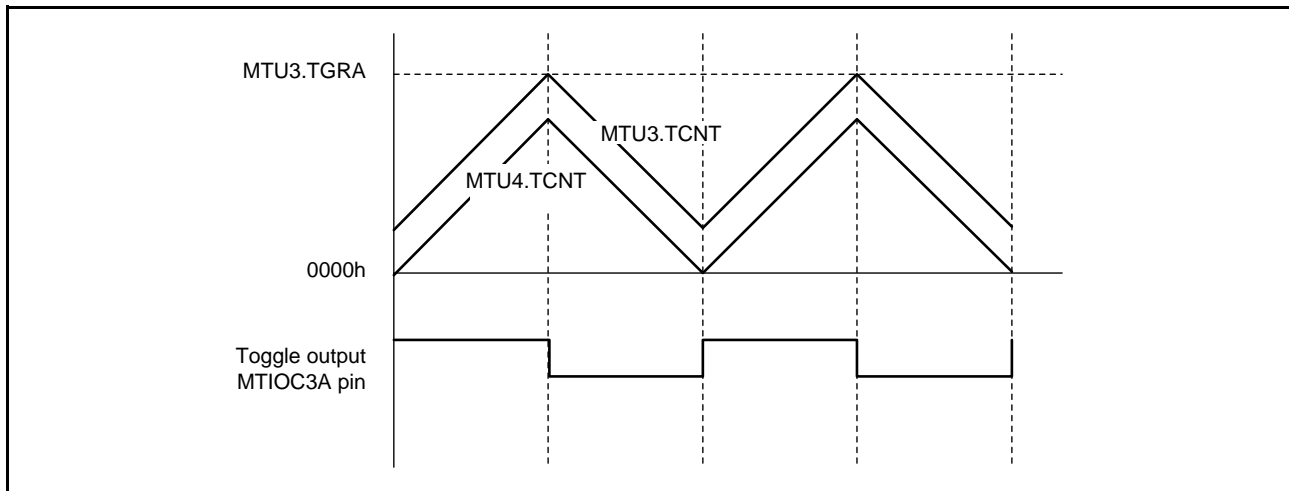 MTU3.TGRA
MTU3.TCNT
MTU4.TCNT
0000h
Toggle output
MTIOC3A pin